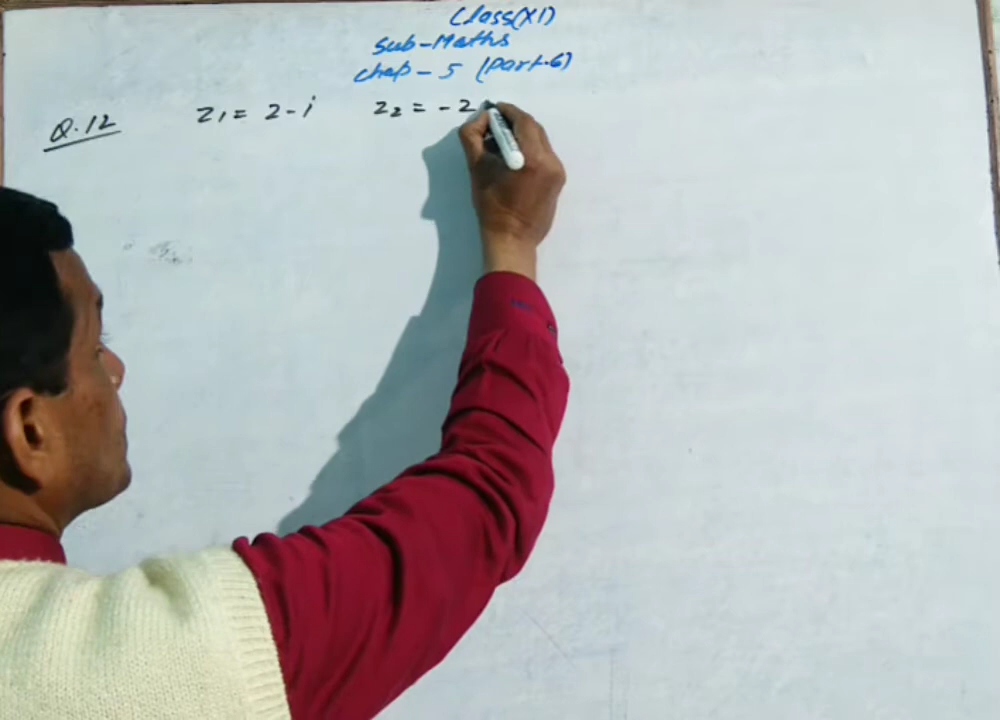 Class(XI)
Sub-Maths
Chap - 5 (Part.6)
Q.12 z₁ = 2-i z₂ = -2